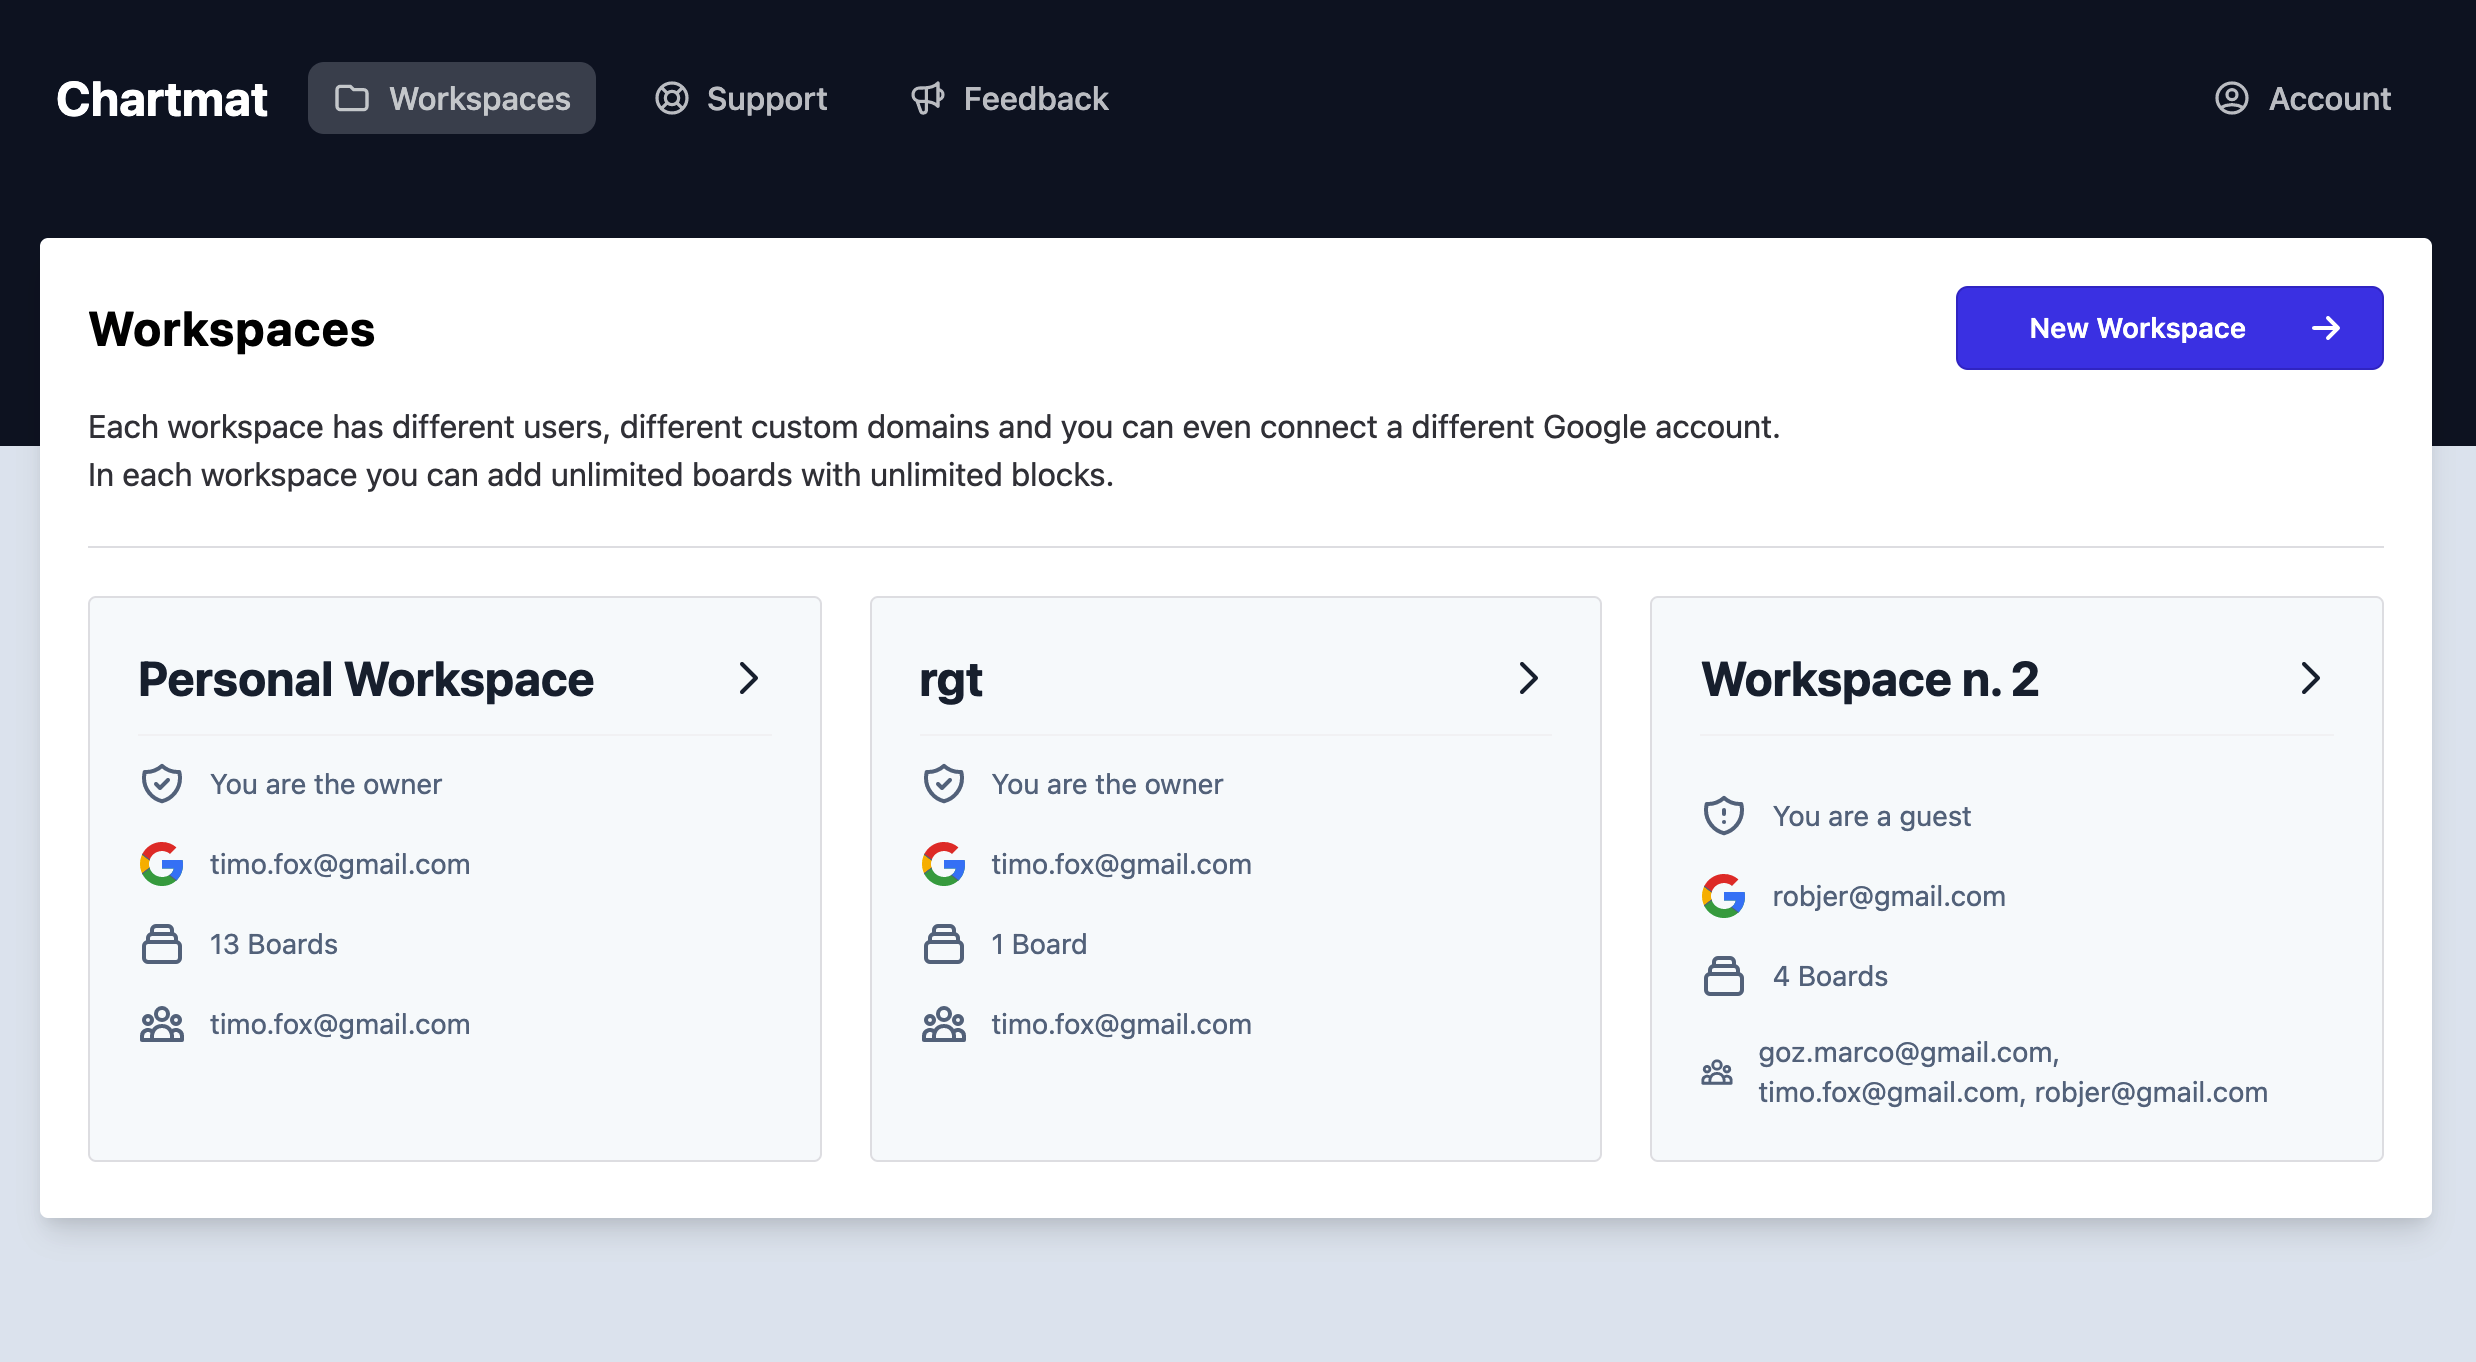 Chartmat
Workspaces
Support
Feedback
Account
Workspaces
New Workspace
Each workspace has different users, different custom domains and you can even connect a different Google account.
In each workspace you can add unlimited boards with unlimited blocks.
Personal Workspace
You are the owner
timo.fox@gmail.com
13 Boards
timo.fox@gmail.com
rgt
You are the owner
timo.fox@gmail.com
1 Board
timo.fox@gmail.com
Workspace n. 2
You are a guest
robjer@gmail.com
4 Boards
goz.marco@gmail.com,
timo.fox@gmail.com, robjer@gmail.com